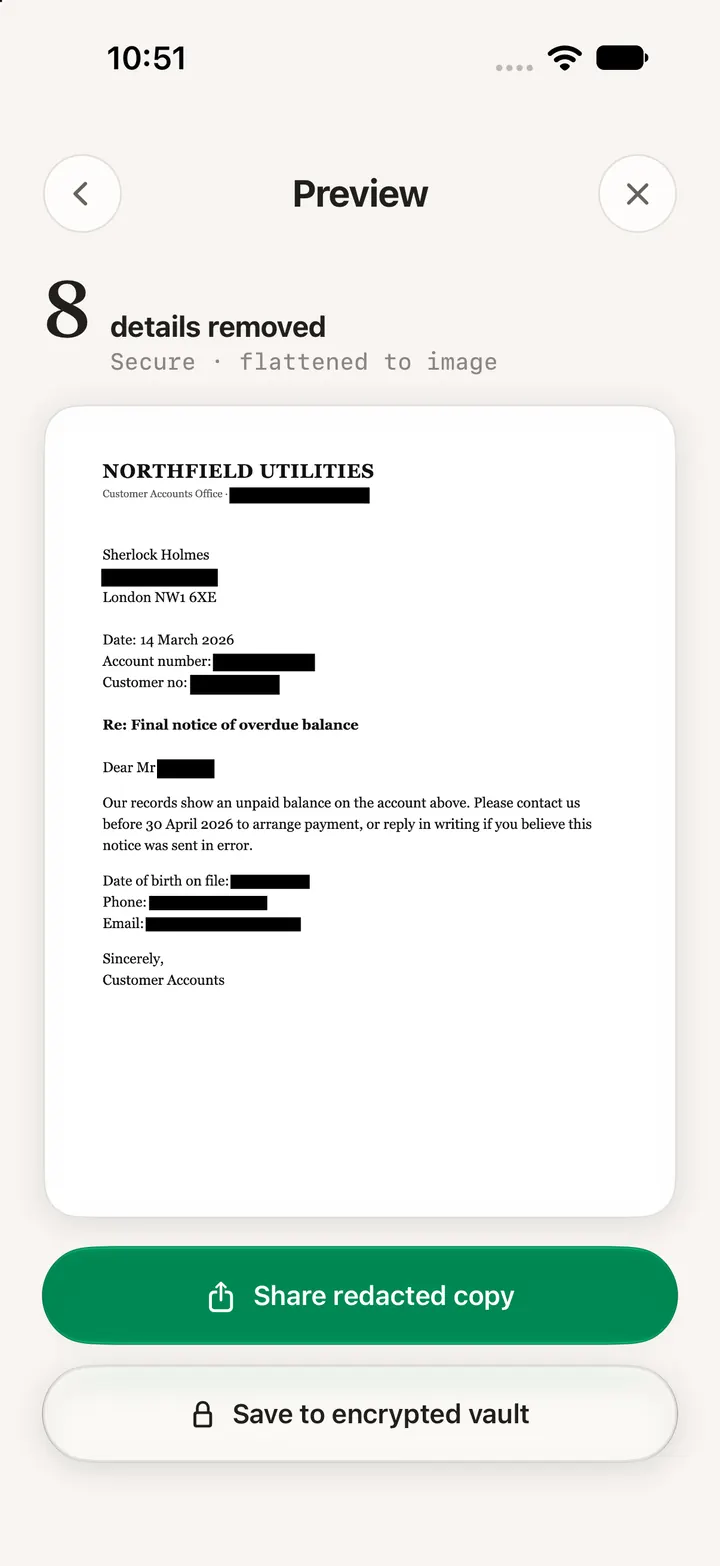 10:51
Preview
8 details removed
Secure · flattened to image
NORTHFIELD UTILITIES
Customer Accounts Office ·
Sherlock Holmes
London NW1 6XE
Date: 14 March 2026
Account number:
Customer no:
Re: Final notice of overdue balance
Dear Mr
Our records show an unpaid balance on the account above. Please contact us
before 30 April 2026 to arrange payment, or reply in writing if you believe this
notice was sent in error.
Date of birth on file:
Phone:
Email:
Sincerely,
Customer Accounts
Share redacted copy
Save to encrypted vault